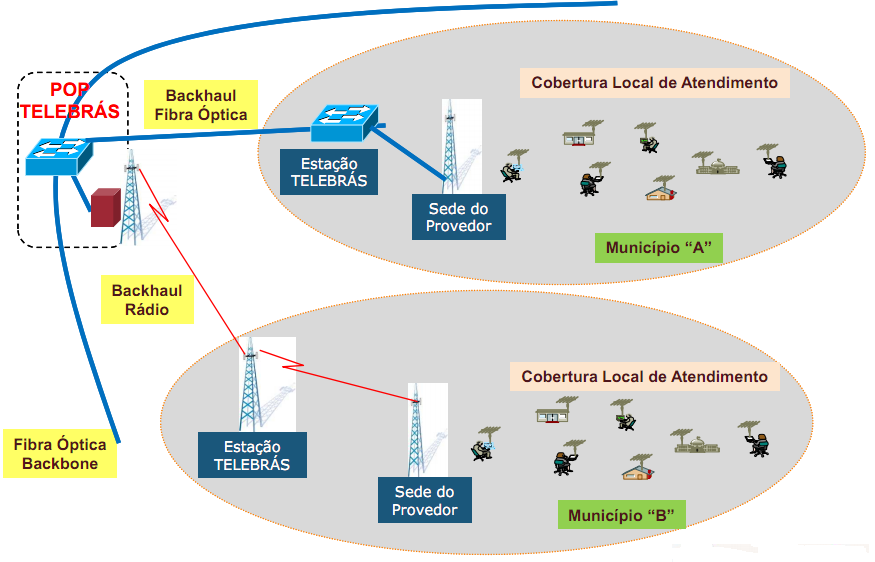 POP
TELEBRÁS
Backhaul
Fibra Óptica
Cobertura Local de Atendimento
Estação
TELEBRÁS
Sede do
Provedor
Município “A”
Backhaul
Rádio
Cobertura Local de Atendimento
Fibra Óptica
Backbone
Estação
TELEBRÁS
Sede do
Provedor
Município “B”